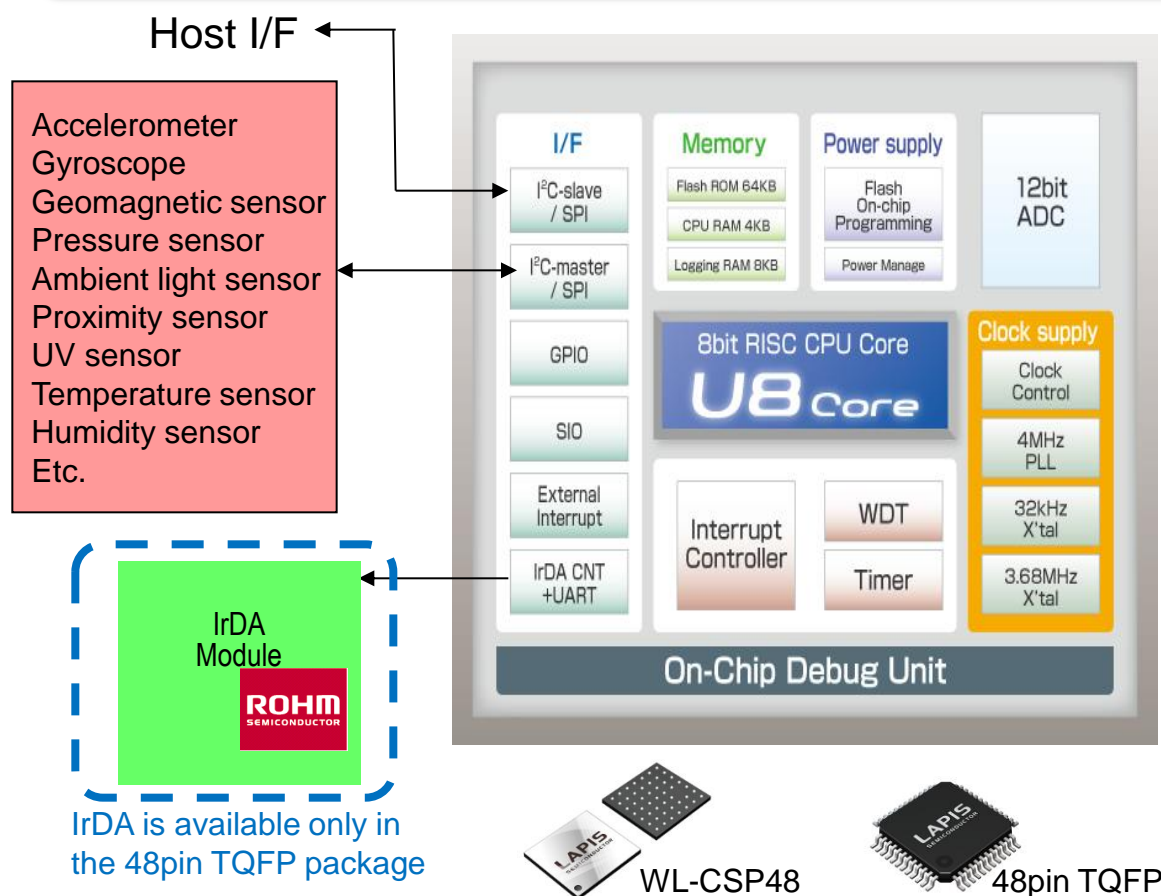 Host I/F
Accelerometer
Gyroscope
Geomagnetic sensor
Pressure sensor
Ambient light sensor
Proximity sensor
UV sensor
Temperature sensor
Humidity sensor
Etc.
I/F
I²C-slave
/ SPI
I²C-master
/ SPI
GPIO
SIO
External
Interrupt
IrDA CNT
+UART
Memory
Flash ROM 64KB
CPU RAM 4KB
Logging RAM 8KB
Power supply
Flash
On-chip
Programming
Power Manage
12bit
ADC
8bit RISC CPU Core
U8 Core
Clock supply
Clock
Control
4MHz
PLL
32kHz
X'tal
3.68MHz
X'tal
Interrupt
Controller
WDT
Timer
On-Chip Debug Unit
IrDA
Module
ROHM
SEMICONDUCTOR
IrDA is available only in
the 48pin TQFP package
LAPIS
SEMICONDUCTOR
WL-CSP48
LAPIS
SEMICONDUCTOR
48pin TQFP